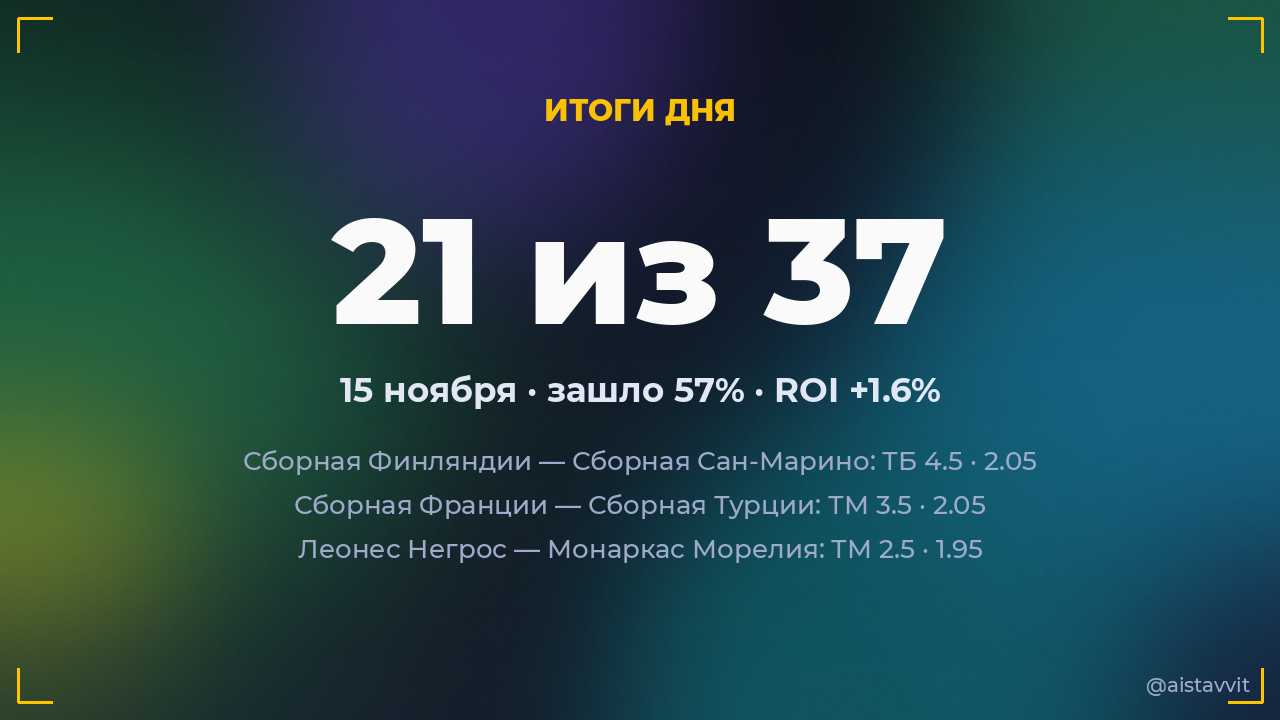 ИТОГИ ДНЯ
21 из 37
15 ноября · зашло 57% · ROI +1.6%
Сборная Финляндии — Сборная Сан-Марино: ТБ 4.5 · 2.05
Сборная Франции — Сборная Турции: ТМ 3.5 · 2.05
Леонес Негрос — Монаркас Морелия: ТМ 2.5 · 1.95
@aistavvit